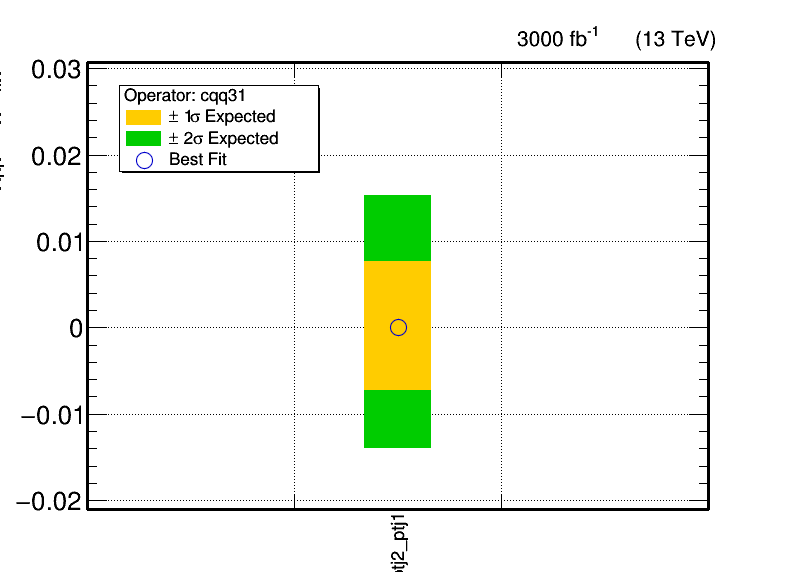 3000 fb-1 (13 TeV)
0.03
Operator: cqq31
± 1σ Expected
± 2σ Expected
Best Fit
0.02
0.01
0
−0.01
−0.02
tj2_ptj1